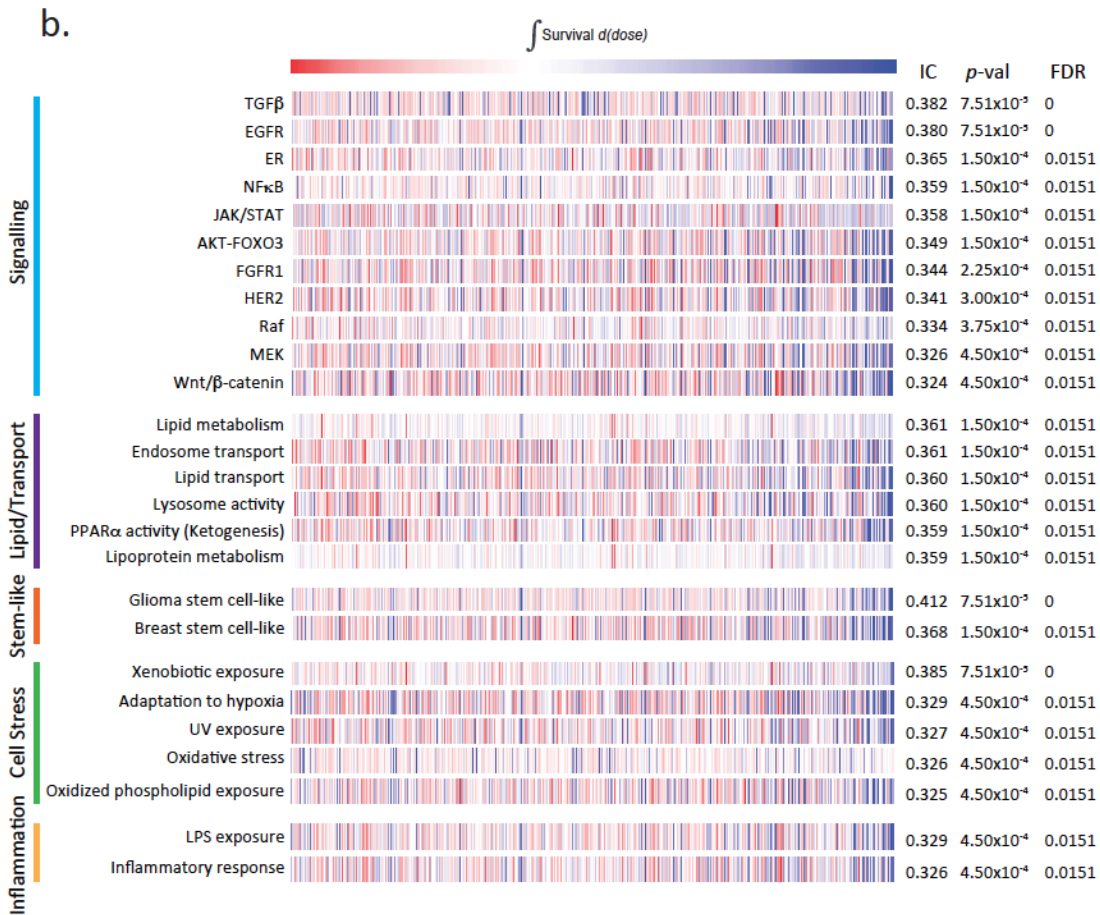 b.
∫ Survival d(dose)
IC p-val FDR
Signalling
TGFβ 0.382 7.51x10⁻⁵ 0
EGFR 0.380 7.51x10⁻⁵ 0
ER 0.365 1.50x10⁻⁴ 0.0151
NFκB 0.359 1.50x10⁻⁴ 0.0151
JAK/STAT 0.358 1.50x10⁻⁴ 0.0151
AKT-FOXO3 0.349 1.50x10⁻⁴ 0.0151
FGFR1 0.344 2.25x10⁻⁴ 0.0151
HER2 0.341 3.00x10⁻⁴ 0.0151
Raf 0.334 3.75x10⁻⁴ 0.0151
MEK 0.326 4.50x10⁻⁴ 0.0151
Wnt/β-catenin 0.324 4.50x10⁻⁴ 0.0151
Lipid/Transport
Lipid metabolism 0.361 1.50x10⁻⁴ 0.0151
Endosome transport 0.361 1.50x10⁻⁴ 0.0151
Lipid transport 0.360 1.50x10⁻⁴ 0.0151
Lysosome activity 0.360 1.50x10⁻⁴ 0.0151
PPARα activity (Ketogenesis) 0.359 1.50x10⁻⁴ 0.0151
Lipoprotein metabolism 0.359 1.50x10⁻⁴ 0.0151
Stem-like
Glioma stem cell-like 0.412 7.51x10⁻⁵ 0
Breast stem cell-like 0.368 1.50x10⁻⁴ 0.0151
Cell Stress
Xenobiotic exposure 0.385 7.51x10⁻⁵ 0
Adaptation to hypoxia 0.329 4.50x10⁻⁴ 0.0151
UV exposure 0.327 4.50x10⁻⁴ 0.0151
Oxidative stress 0.326 4.50x10⁻⁴ 0.0151
Oxidized phospholipid exposure 0.325 4.50x10⁻⁴ 0.0151
Inflammation
LPS exposure 0.329 4.50x10⁻⁴ 0.0151
Inflammatory response 0.326 4.50x10⁻⁴ 0.0151